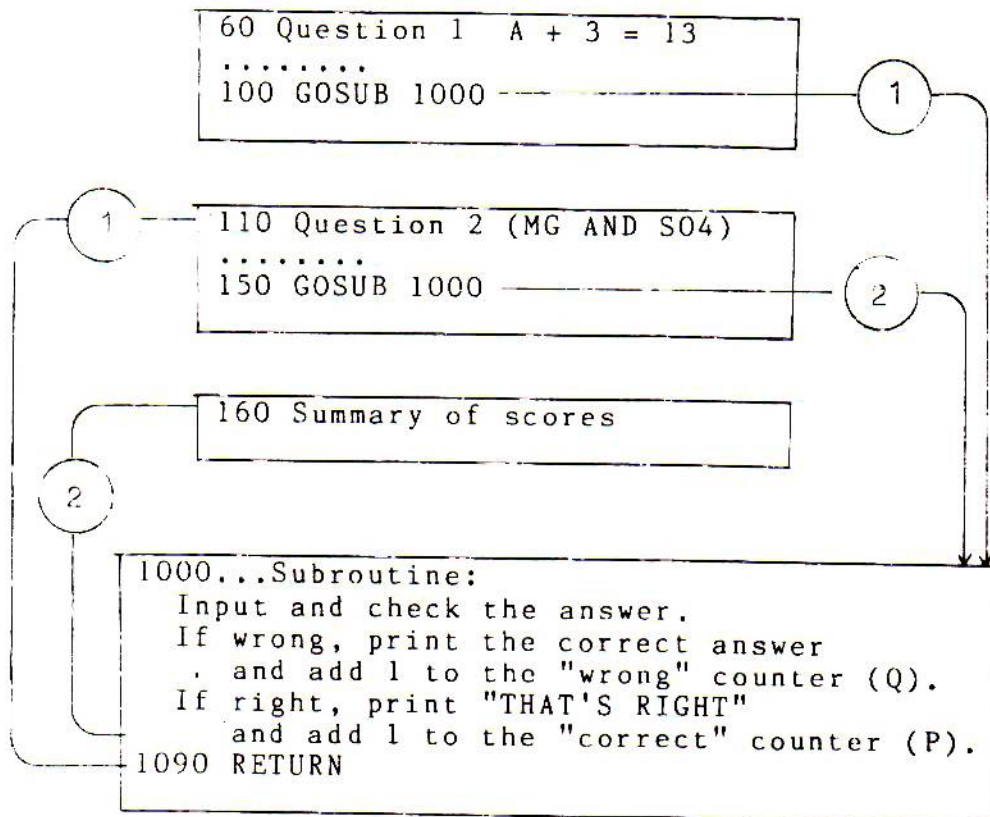 60 Question 1 A + 3 = 13
........
100 GOSUB 1000
1
1
110 Question 2 (MG AND SO4)
........
150 GOSUB 1000
2
160 Summary of scores
2
1000...Subroutine:
Input and check the answer.
If wrong, print the correct answer
. and add 1 to the "wrong" counter (Q).
If right, print "THAT'S RIGHT"
and add 1 to the "correct" counter (P).
1090 RETURN